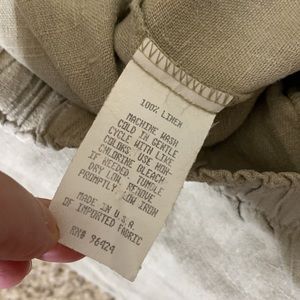 100% LINEN
MACHINE WASH
COLD IN GENTLE
CYCLE WITH LIKE
COLORS. USE NON-
CHLORINE BLEACH
IF NEEDED. TUMBLE
DRY LOW. REMOVE
PROMPTLY. LOW IRON
MADE IN U.S.A.
OF IMPORTED FABRIC
RN# 96424